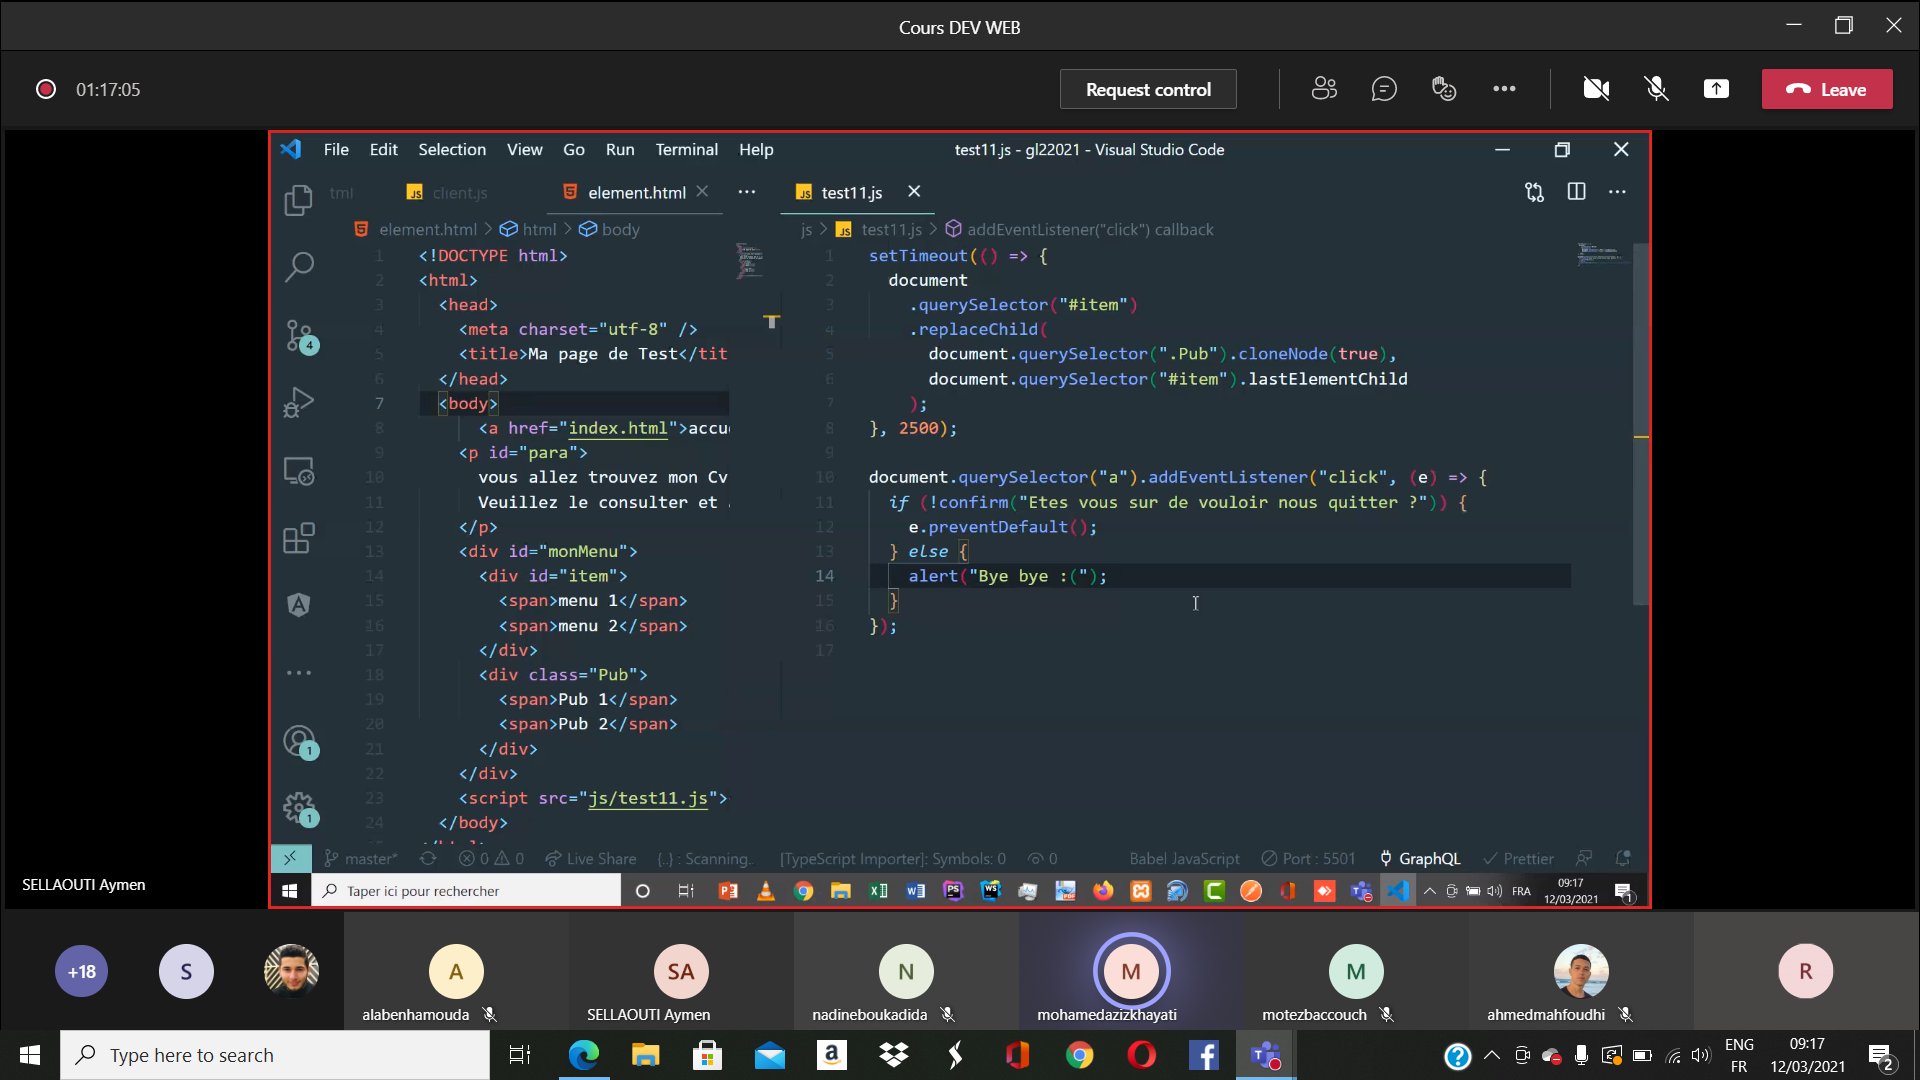 Cours DEV WEB
01:17:05
Request control
Leave
File Edit Selection View Go Run Terminal Help
test11.js - gl22021 - Visual Studio Code
tml
client.js
element.html
test11.js
element.html > html > body
js > test11.js > addEventListener("click") callback
1 <!DOCTYPE html>
2 <html>
3 <head>
4 <meta charset="utf-8" />
5 <title>Ma page de Test</tit
6 </head>
7 <body>
8 <a href="index.html">accu
9 <p id="para">
10 vous allez trouvez mon Cv
11 Veuillez le consulter et
12 </p>
13 <div id="monMenu">
14 <div id="item">
15 <span>menu 1</span>
16 <span>menu 2</span>
17 </div>
18 <div class="Pub">
19 <span>Pub 1</span>
20 <span>Pub 2</span>
21 </div>
22 </div>
23 <script src="js/test11.js">
24 </body>
1 setTimeout(() => {
2 document
3 .querySelector("#item")
4 .replaceChild(
5 document.querySelector(".Pub").cloneNode(true),
6 document.querySelector("#item").lastElementChild
7 );
8 }, 2500);
9
10 document.querySelector("a").addEventListener("click", (e) => {
11 if (!confirm("Etes vous sur de vouloir nous quitter ?")) {
12 e.preventDefault();
13 } else {
14 alert("Bye bye :(");
15 }
16 });
17
4
1
1
master* 0 0 Live Share {..} : Scanning.. [TypeScript Importer]: Symbols: 0 0 Babel JavaScript Port : 5501 GraphQL Prettier
Taper ici pour rechercher
FRA
09:17
12/03/2021
1
SELLAOUTI Aymen
+18
S
A
alabenhamouda
SA
SELLAOUTI Aymen
N
nadineboukadida
M
mohamedazizkhayati
M
motezbaccouch
ahmedmahfoudhi
R
Type here to search
ENG
FR
09:17
12/03/2021
2